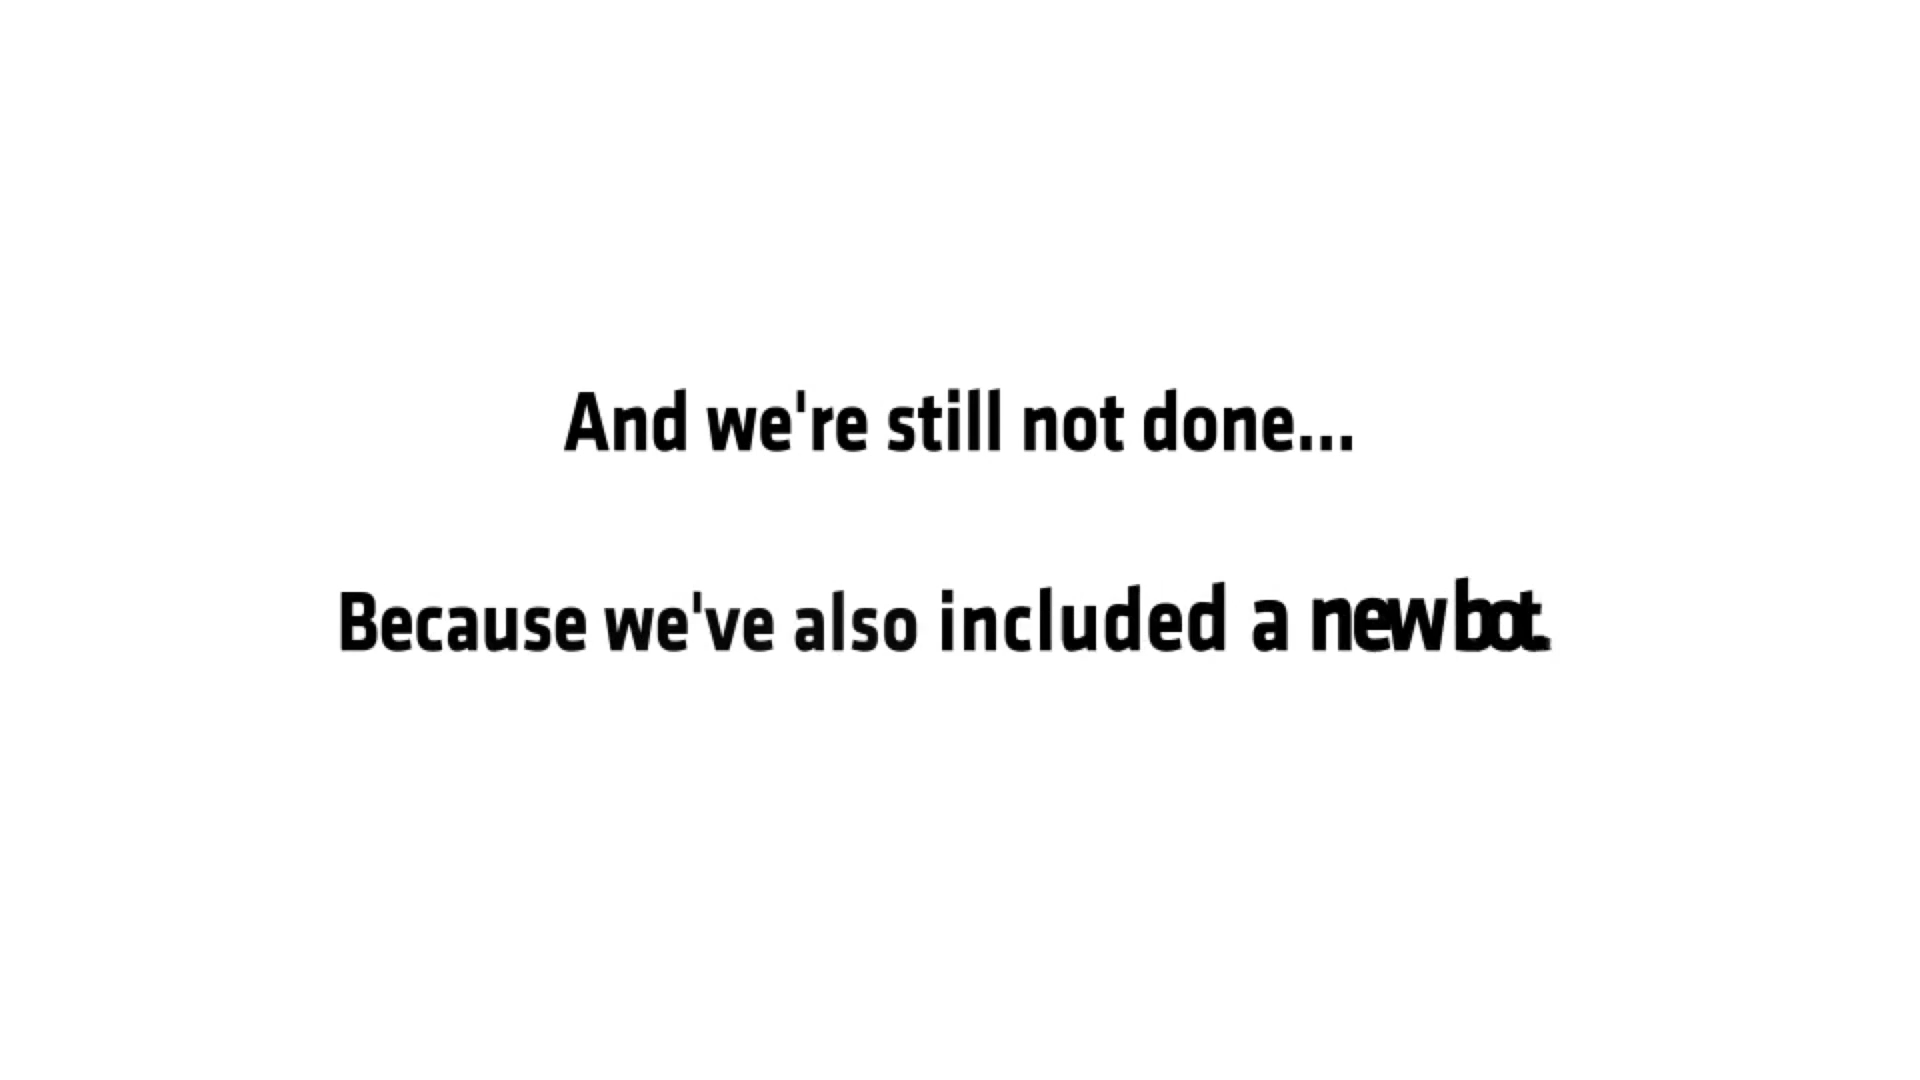 And we're still not done...
Because we've also included a new bot.